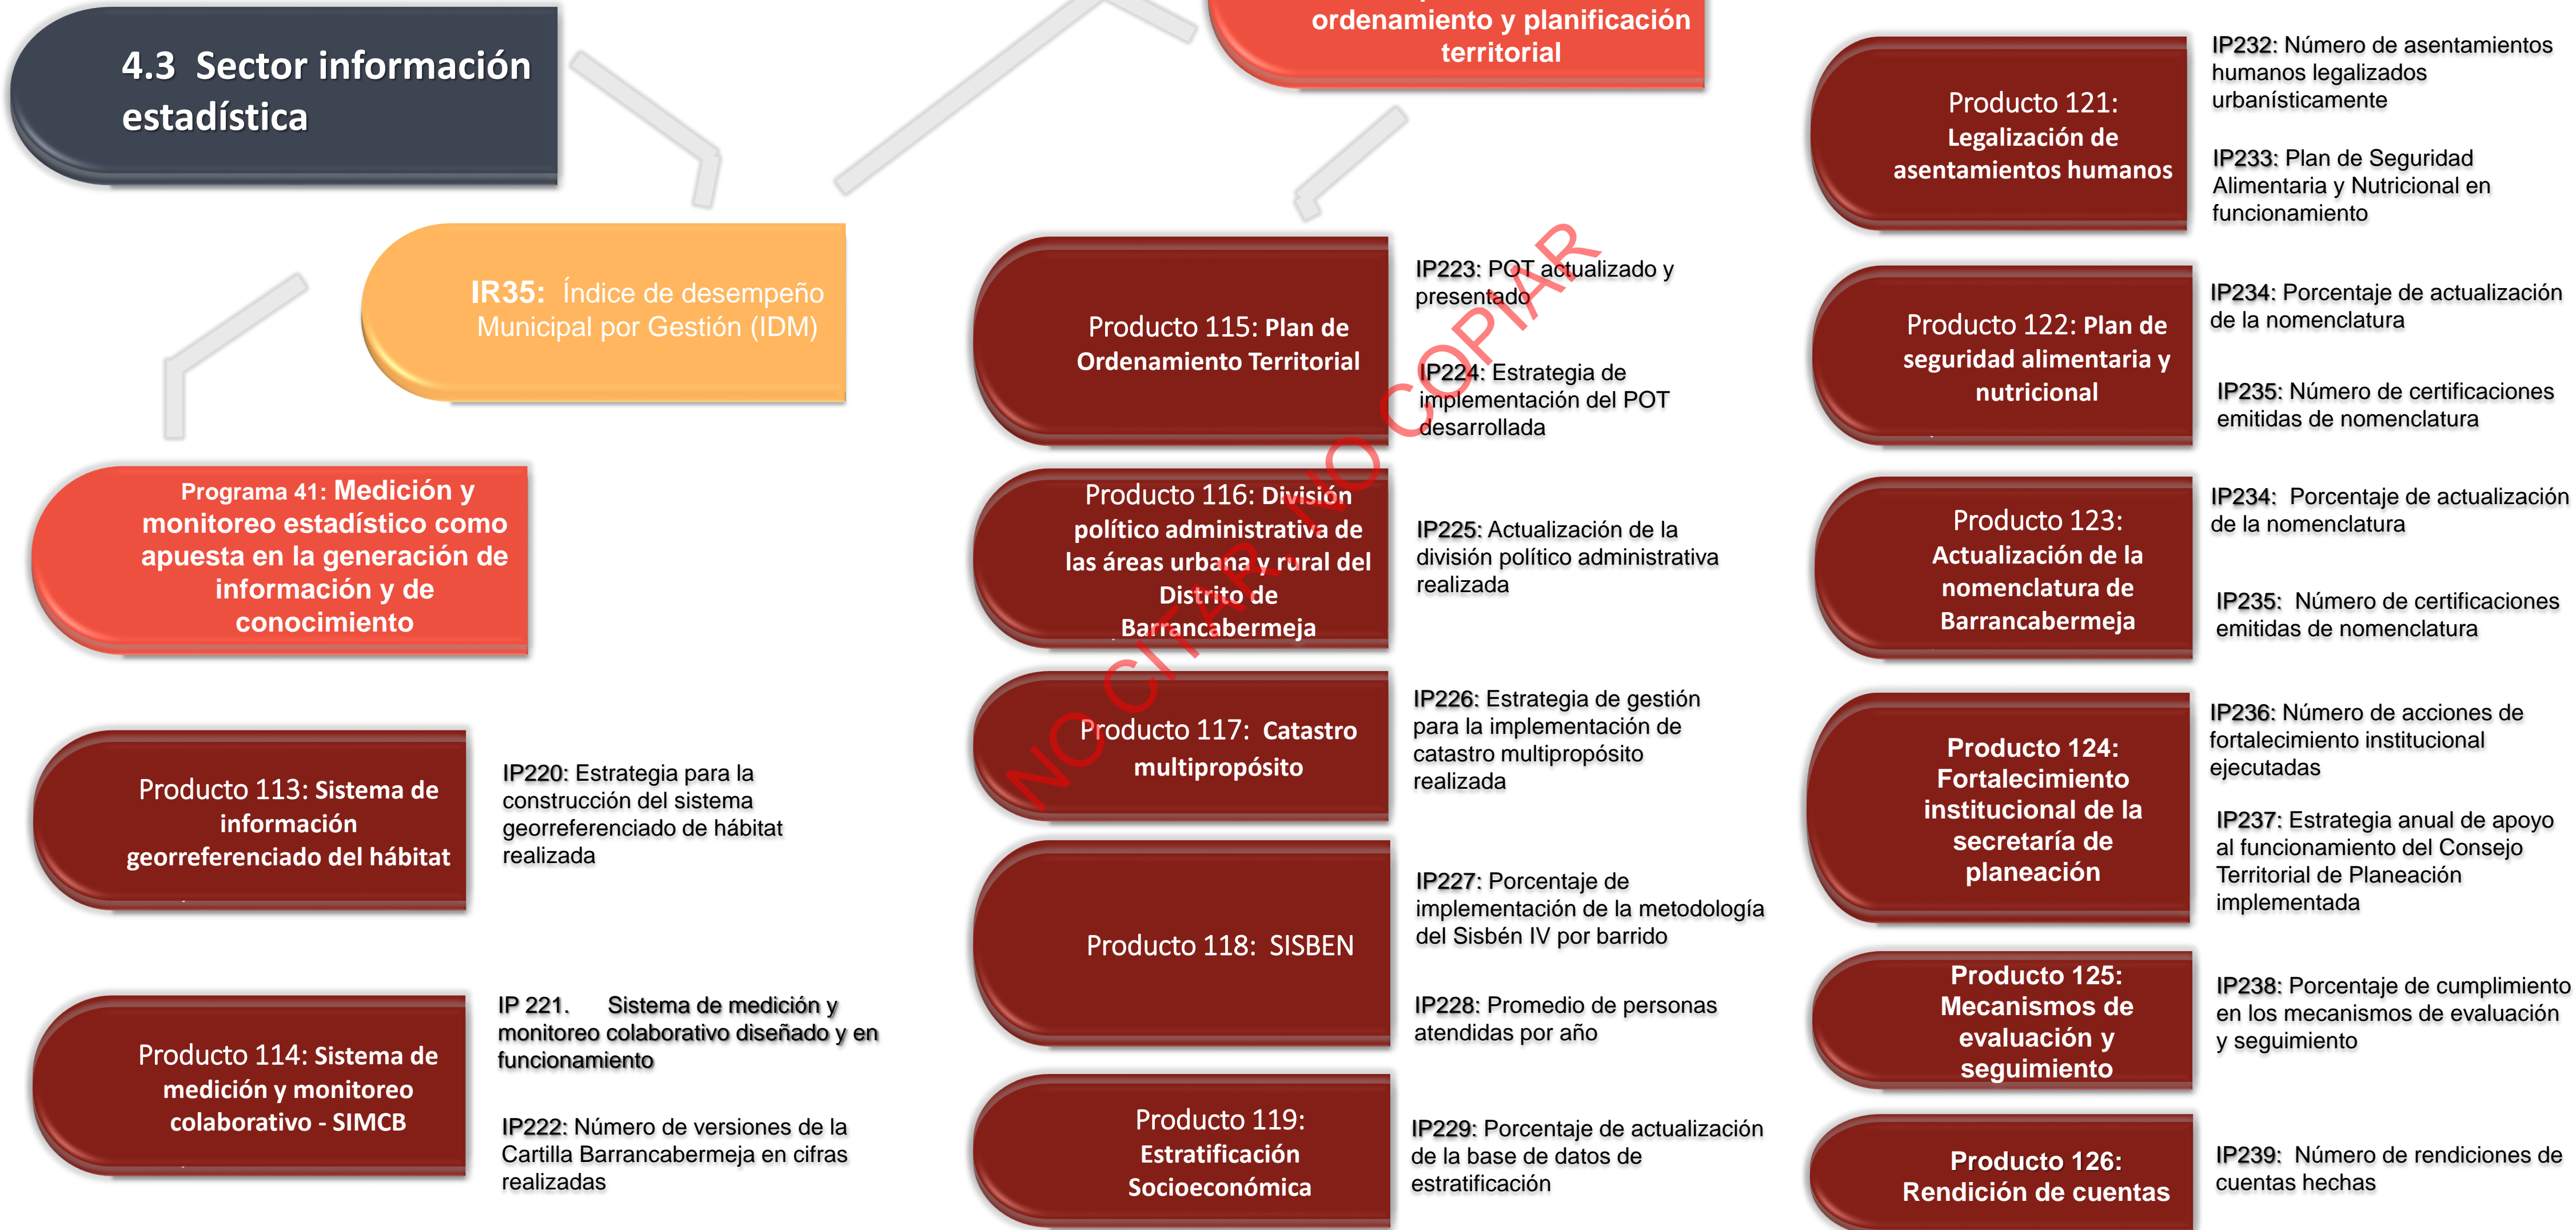 4.3  Sector información
estadística
IR35:  Índice de desempeño
Municipal por Gestión (IDM)
Programa 41: Medición y
monitoreo estadístico como
apuesta en la generación de
información y de
conocimiento
Producto 113: Sistema de
información
georreferenciado del hábitat
IP220: Estrategia para la
construcción del sistema
georreferenciado de hábitat
realizada
Producto 114: Sistema de
medición y monitoreo
colaborativo - SIMCB
IP 221.      Sistema de medición y
monitoreo colaborativo diseñado y en
funcionamiento
IP222: Número de versiones de la
Cartilla Barrancabermeja en cifras
realizadas
ordenamiento y planificación
territorial
Producto 115: Plan de
Ordenamiento Territorial
IP223: POT actualizado y
presentado
IP224: Estrategia de
implementación del POT
desarrollada
Producto 116: División
político administrativa de
las áreas urbana y rural del
Distrito de
Barrancabermeja
IP225: Actualización de la
división político administrativa
realizada
Producto 117:  Catastro
multipropósito
IP226: Estrategia de gestión
para la implementación de
catastro multipropósito
realizada
Producto 118:  SISBEN
IP227: Porcentaje de
implementación de la metodología
del Sisbén IV por barrido
IP228: Promedio de personas
atendidas por año
Producto 119:
Estratificación
Socioeconómica
IP229: Porcentaje de actualización
de la base de datos de
estratificación
Producto 121:
Legalización de
asentamientos humanos
IP232: Número de asentamientos
humanos legalizados
urbanísticamente
IP233: Plan de Seguridad
Alimentaria y Nutricional en
funcionamiento
Producto 122: Plan de
seguridad alimentaria y
nutricional
IP234: Porcentaje de actualización
de la nomenclatura
IP235: Número de certificaciones
emitidas de nomenclatura
Producto 123:
Actualización de la
nomenclatura de
Barrancabermeja
IP234:  Porcentaje de actualización
de la nomenclatura
IP235:  Número de certificaciones
emitidas de nomenclatura
Producto 124:
Fortalecimiento
institucional de la
secretaría de
planeación
IP236: Número de acciones de
fortalecimiento institucional
ejecutadas
IP237: Estrategia anual de apoyo
al funcionamiento del Consejo
Territorial de Planeación
implementada
Producto 125:
Mecanismos de
evaluación y
seguimiento
IP238: Porcentaje de cumplimiento
en los mecanismos de evaluación
y seguimiento
Producto 126:
Rendición de cuentas
IP239:  Número de rendiciones de
cuentas hechas
NO CITAR, NO COPIAR